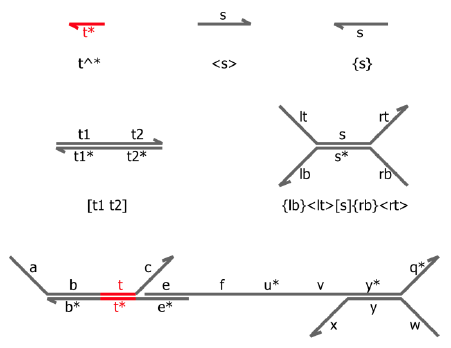 t* s s
t^* <s> {s}
lt rt
t1 t2 s
t1* t2* s*
lb rb
[t1 t2] {lb}<lt>[s]{rb}<rt>
a c q*
b t e f u* v y*
b* t* e* y
x w